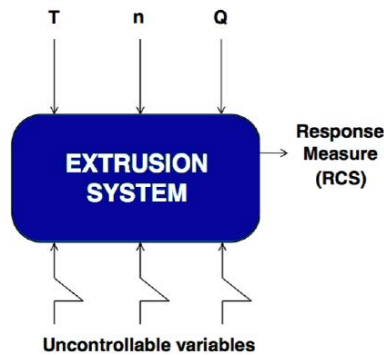 T n Q
EXTRUSION
SYSTEM
Response
Measure
(RCS)
Uncontrollable variables